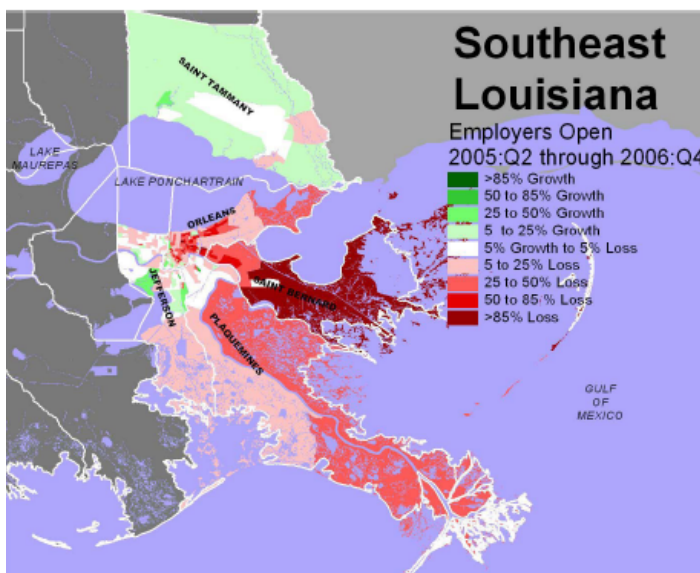 Southeast
Louisiana
Employers Open
2005:Q2 through 2006:Q4
>85% Growth
50 to 85% Growth
25 to 50% Growth
5 to 25% Growth
5% Growth to 5% Loss
5 to 25% Loss
25 to 50% Loss
50 to 85% Loss
>85% Loss
SAINT TAMMANY
LAKE
MAUREPAS
LAKE PONCHARTRAIN
ORLEANS
JEFFERSON
SAINT BERNARD
PLAQUEMINES
GULF
OF
MEXICO